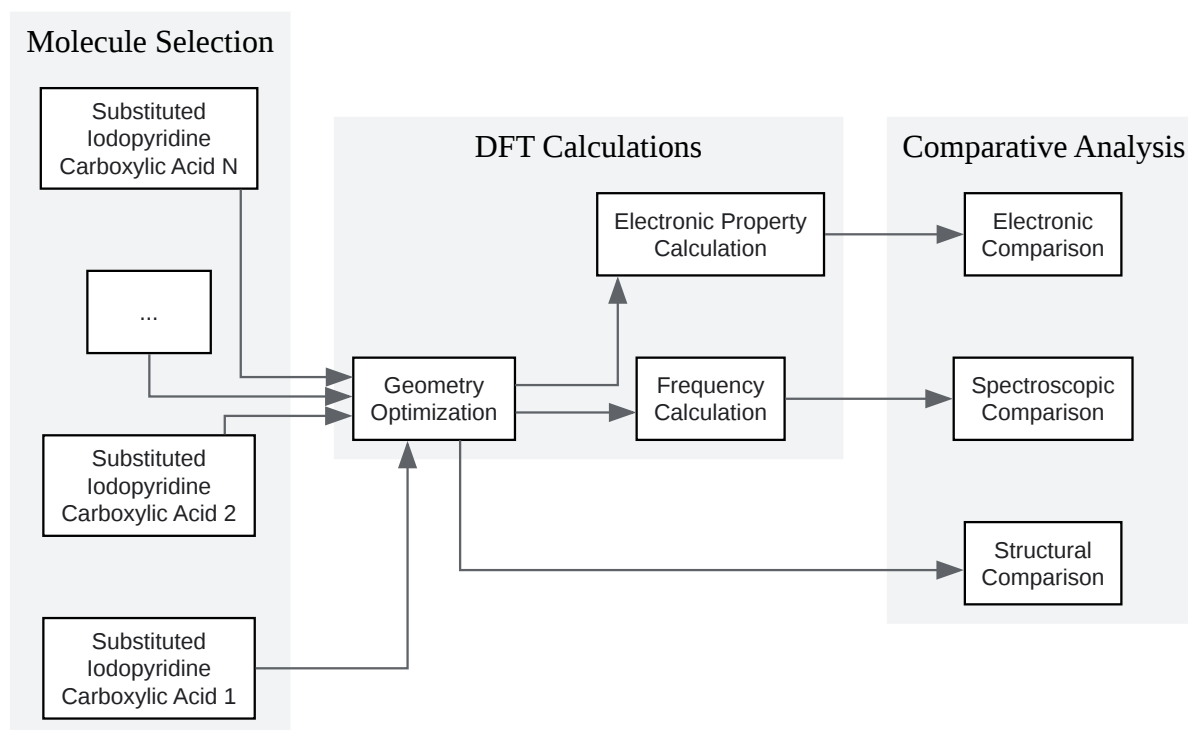 Molecule Selection
Substituted
Iodopyridine
Carboxylic Acid N
...
Substituted
Iodopyridine
Carboxylic Acid 2
Substituted
Iodopyridine
Carboxylic Acid 1
DFT Calculations
Electronic Property
Calculation
Geometry
Optimization
Frequency
Calculation
Comparative Analysis
Electronic
Comparison
Spectroscopic
Comparison
Structural
Comparison